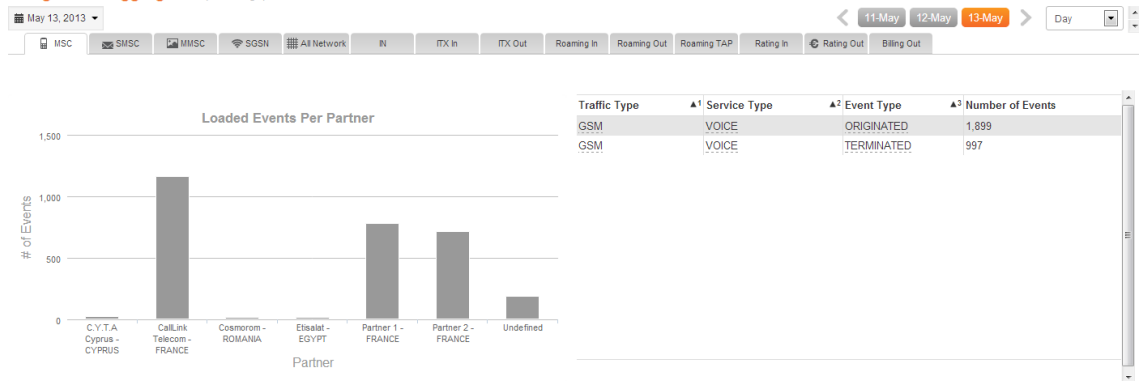 May 13, 2013
11-May 12-May 13-May Day
MSC SMSC MMSC SGSN All Network IN ITX In ITX Out Roaming In Roaming Out Roaming TAP Rating In Rating Out Billing Out
Loaded Events Per Partner
1,500
1,000
500
0
# of Events
C.Y.T.A Cyprus - CYPRUS
CallLink Telecom - FRANCE
Cosmorom - ROMANIA
Etisalat - EGYPT
Partner 1 - FRANCE
Partner 2 - FRANCE
Undefined
Partner
Traffic Type ▲1 Service Type ▲2 Event Type ▲3 Number of Events
GSM VOICE ORIGINATED 1,899
GSM VOICE TERMINATED 997